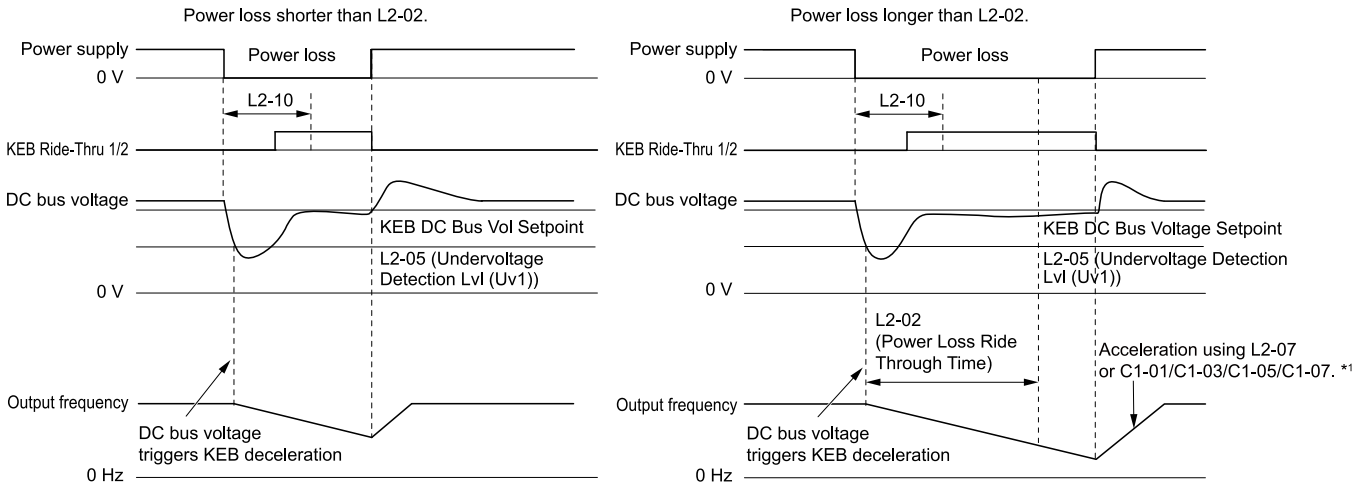 Power loss shorter than L2-02.
Power supply
Power loss
0 V
L2-10
KEB Ride-Thru 1/2
DC bus voltage
KEB DC Bus Vol Setpoint
L2-05 (Undervoltage
Detection Lvl (Uv1))
0 V
Output frequency
DC bus voltage
triggers KEB deceleration
0 Hz
Power loss longer than L2-02.
Power supply
Power loss
0 V
L2-10
KEB Ride-Thru 1/2
DC bus voltage
KEB DC Bus Voltage Setpoint
L2-05 (Undervoltage Detection
Lvl (Uv1))
0 V
L2-02
(Power Loss Ride
Through Time)
Acceleration using L2-07
or C1-01/C1-03/C1-05/C1-07. *1
Output frequency
DC bus voltage
triggers KEB deceleration
0 Hz